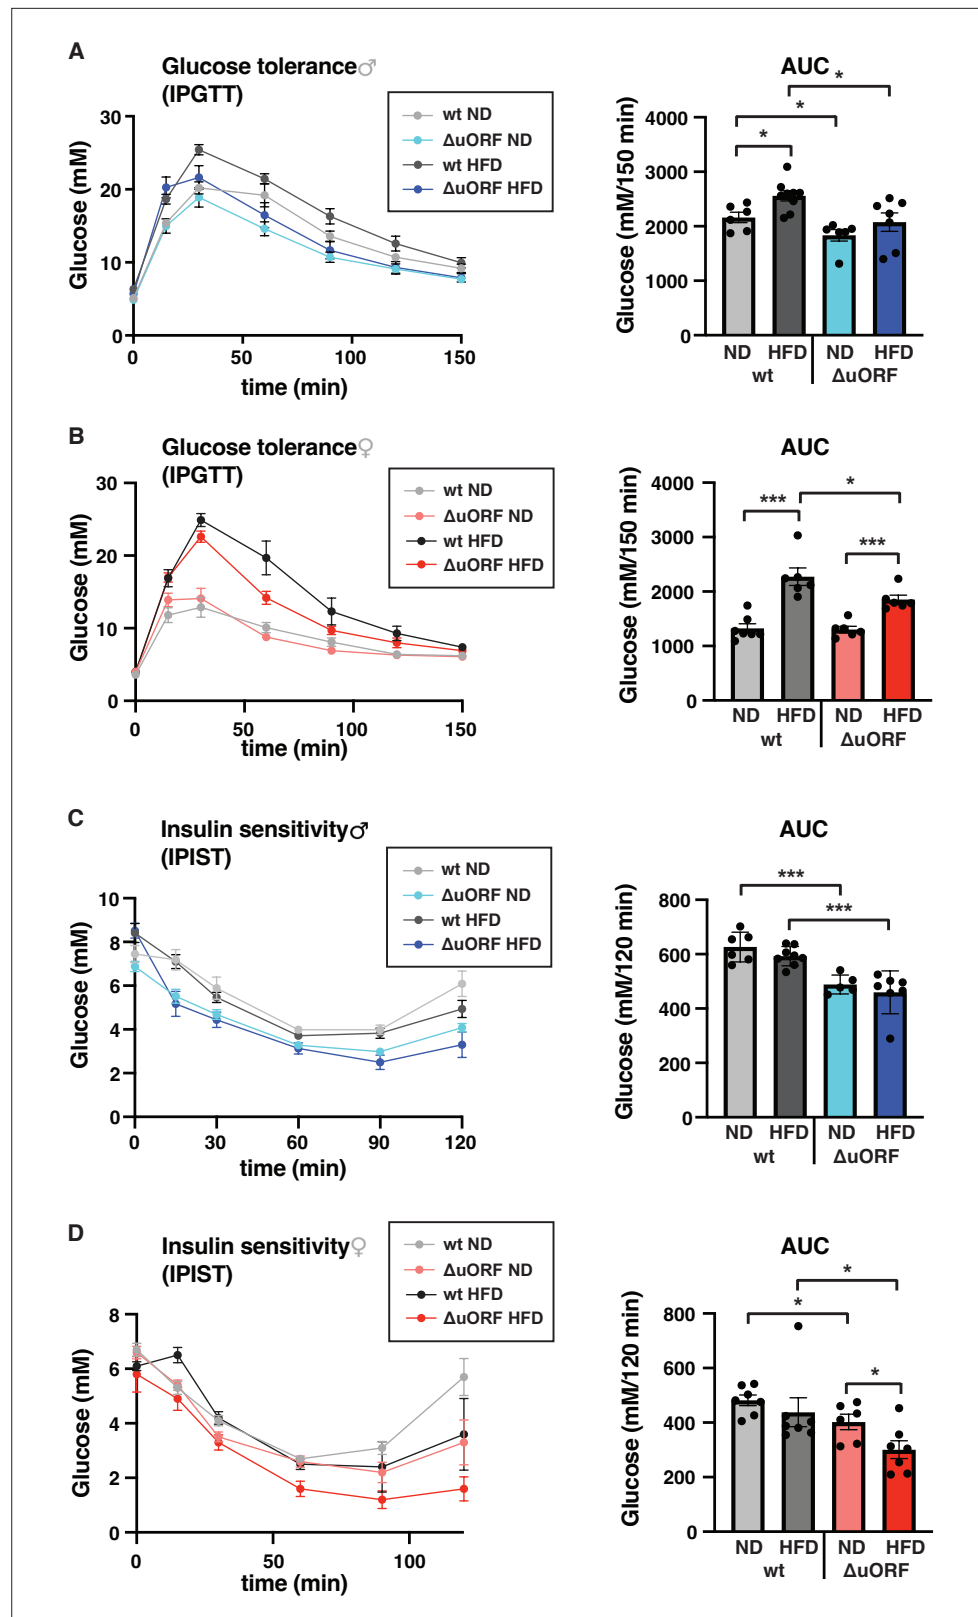 A
Glucose tolerance♂
(IPGTT)
wt ND
ΔuORF ND
wt HFD
ΔuORF HFD
Glucose (mM)
30
20
10
0
0 50 100 150
time (min)
AUC
*
*
*
Glucose (mM/150 min)
4000
3000
2000
1000
0
ND HFD ND HFD
wt ΔuORF
B
Glucose tolerance♀
(IPGTT)
wt ND
ΔuORF ND
wt HFD
ΔuORF HFD
Glucose (mM)
30
20
10
0
0 50 100 150
time (min)
AUC
*** *
***
Glucose (mM/150 min)
4000
3000
2000
1000
0
ND HFD ND HFD
wt ΔuORF
C
Insulin sensitivity♂
(IPIST)
wt ND
ΔuORF ND
wt HFD
ΔuORF HFD
Glucose (mM)
10
8
6
4
2
0
0 30 60 90 120
time (min)
AUC
***
***
Glucose (mM/120 min)
800
600
400
200
0
ND HFD ND HFD
wt ΔuORF
D
Insulin sensitivity♀
(IPIST)
wt ND
ΔuORF ND
wt HFD
ΔuORF HFD
Glucose (mM)
8
6
4
2
0
0 50 100
time (min)
AUC
*
*
*
Glucose (mM/120 min)
800
600
400
200
0
ND HFD ND HFD
wt ΔuORF